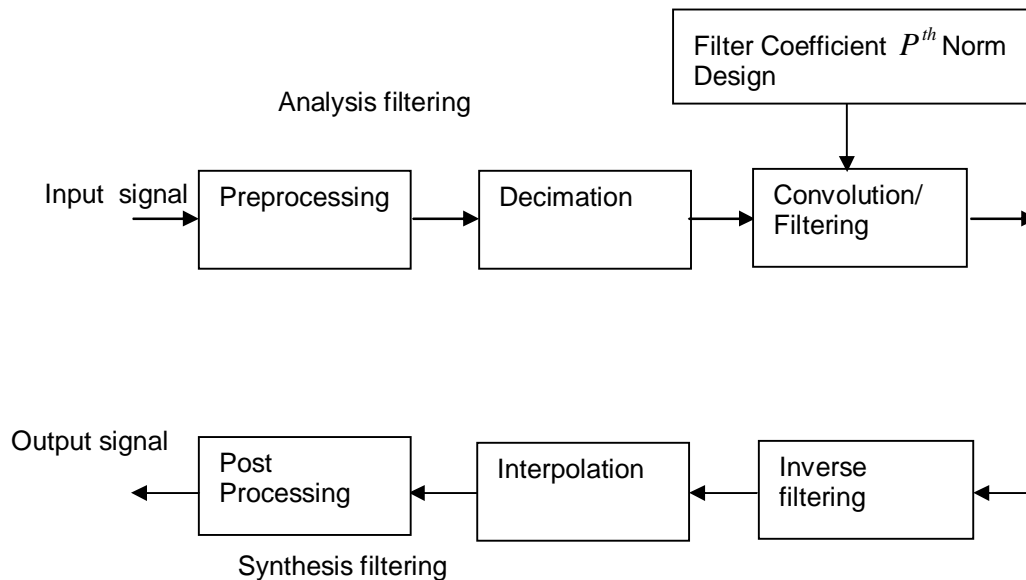 Filter Coefficient P^th Norm
Design
Analysis filtering
Input signal
Preprocessing
Decimation
Convolution/
Filtering
Output signal
Post
Processing
Interpolation
Inverse
filtering
Synthesis filtering